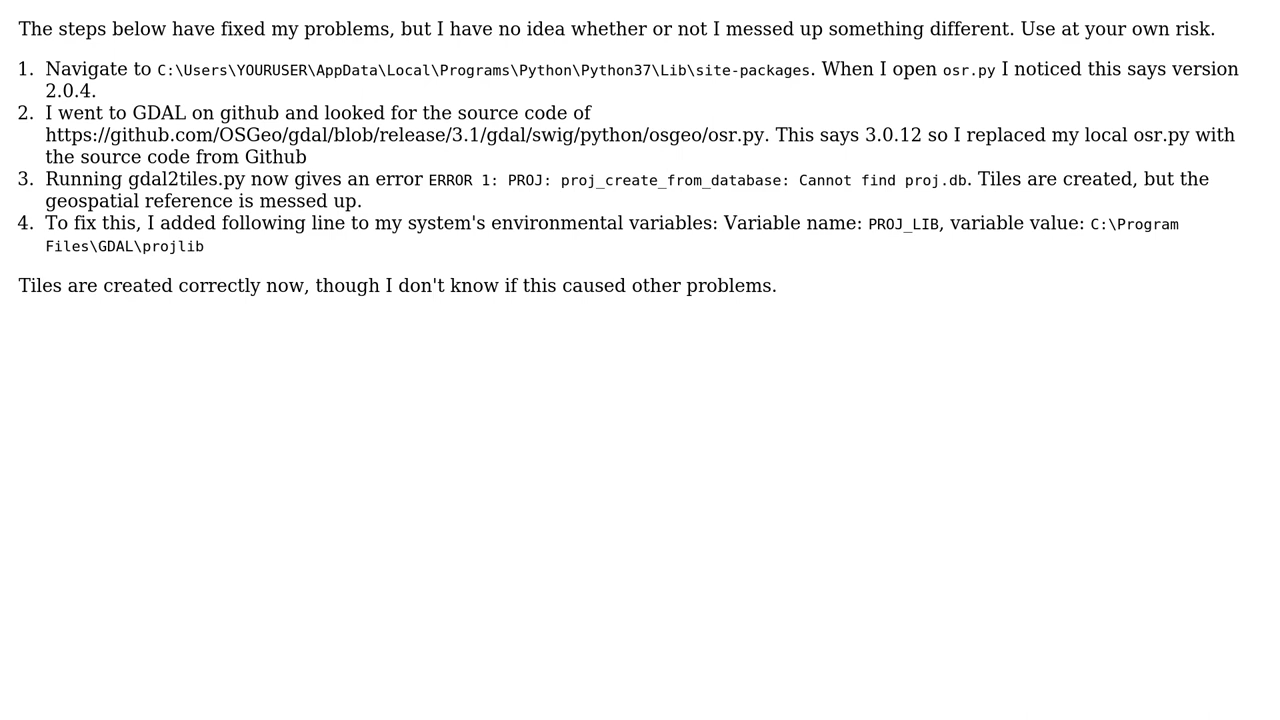 The steps below have fixed my problems, but I have no idea whether or not I messed up something different. Use at your own risk.
1. Navigate to C:\Users\YOURUSER\AppData\Local\Programs\Python\Python37\Lib\site-packages. When I open osr.py I noticed this says version
2.0.4.
2. I went to GDAL on github and looked for the source code of
https://github.com/OSGeo/gdal/blob/release/3.1/gdal/swig/python/osgeo/osr.py. This says 3.0.12 so I replaced my local osr.py with
the source code from Github
3. Running gdal2tiles.py now gives an error ERROR 1: PROJ: proj_create_from_database: Cannot find proj.db. Tiles are created, but the
geospatial reference is messed up.
4. To fix this, I added following line to my system's environmental variables: Variable name: PROJ_LIB, variable value: C:\Program
Files\GDAL\projlib
Tiles are created correctly now, though I don't know if this caused other problems.